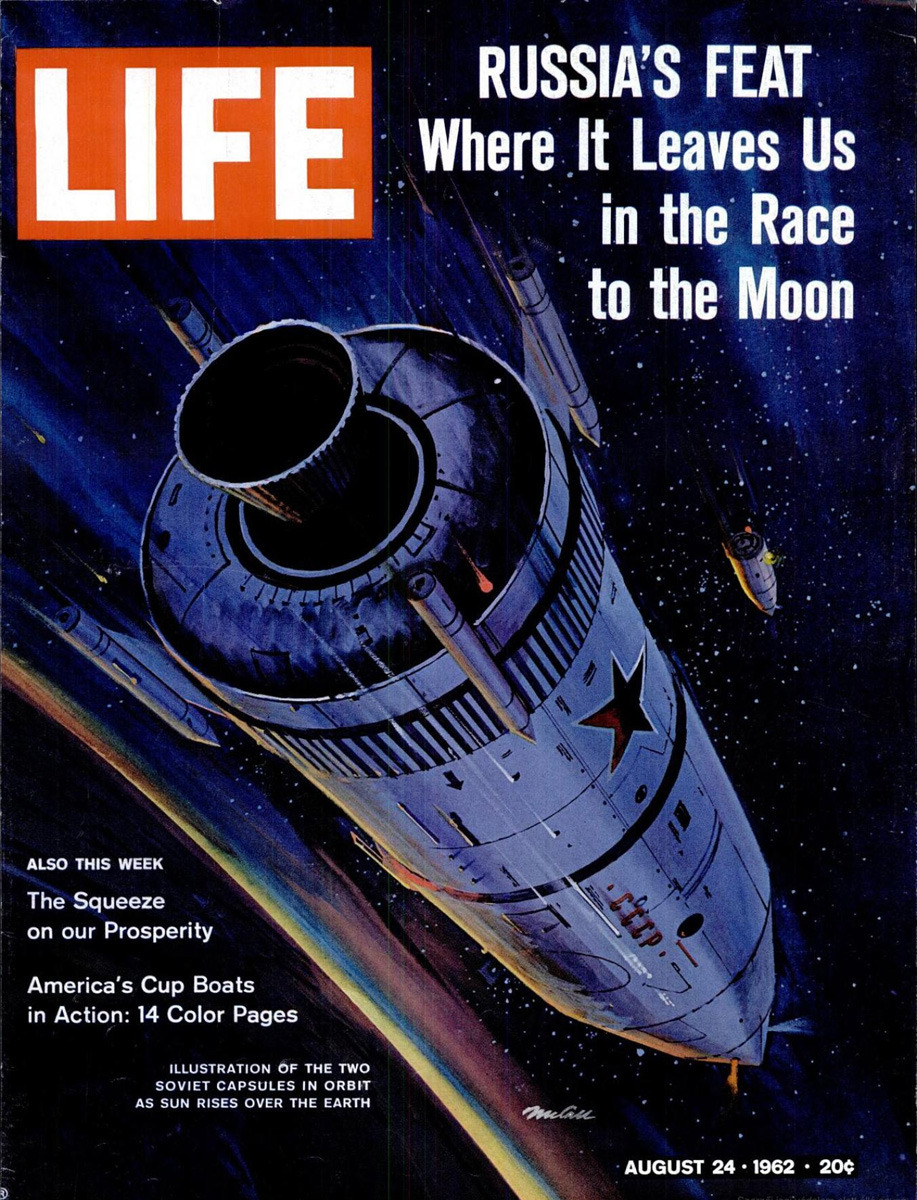 LIFE
RUSSIA'S FEAT
Where It Leaves Us
in the Race
to the Moon
СССР
ALSO THIS WEEK
The Squeeze
on our Prosperity
America's Cup Boats
in Action: 14 Color Pages
ILLUSTRATION OF THE TWO
SOVIET CAPSULES IN ORBIT
AS SUN RISES OVER THE EARTH
McCall
AUGUST 24 · 1962 · 20¢
®